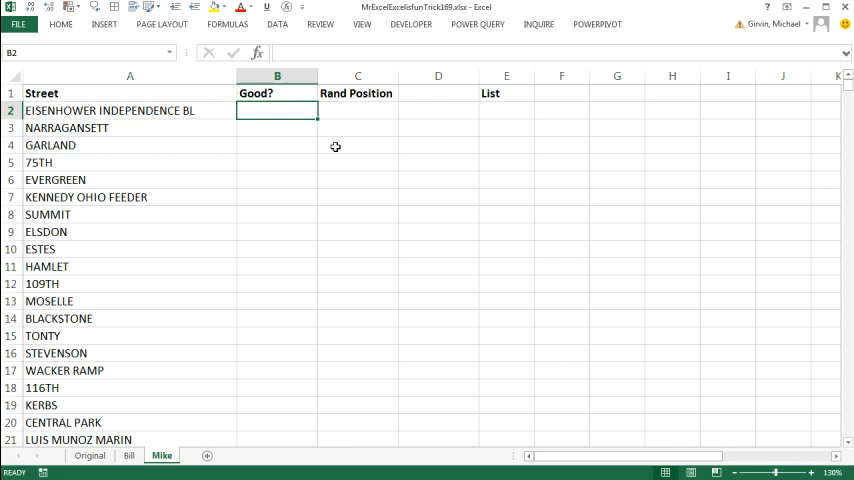 MrExcelExcelisfunTrick169.xlsx - Excel
FILE HOME INSERT PAGE LAYOUT FORMULAS DATA REVIEW VIEW DEVELOPER POWER QUERY INQUIRE POWERPIVOT Girvin, Michael
B2 fx
A B C D E F G H I J K
1 Street Good? Rand Position List
2 EISENHOWER INDEPENDENCE BL
3 NARRAGANSETT
4 GARLAND
5 75TH
6 EVERGREEN
7 KENNEDY OHIO FEEDER
8 SUMMIT
9 ELSDON
10 ESTES
11 HAMLET
12 109TH
13 MOSELLE
14 BLACKSTONE
15 TONTY
16 STEVENSON
17 WACKER RAMP
18 116TH
19 KERBS
20 CENTRAL PARK
21 LUIS MUNOZ MARIN
Original Bill Mike
READY 130%